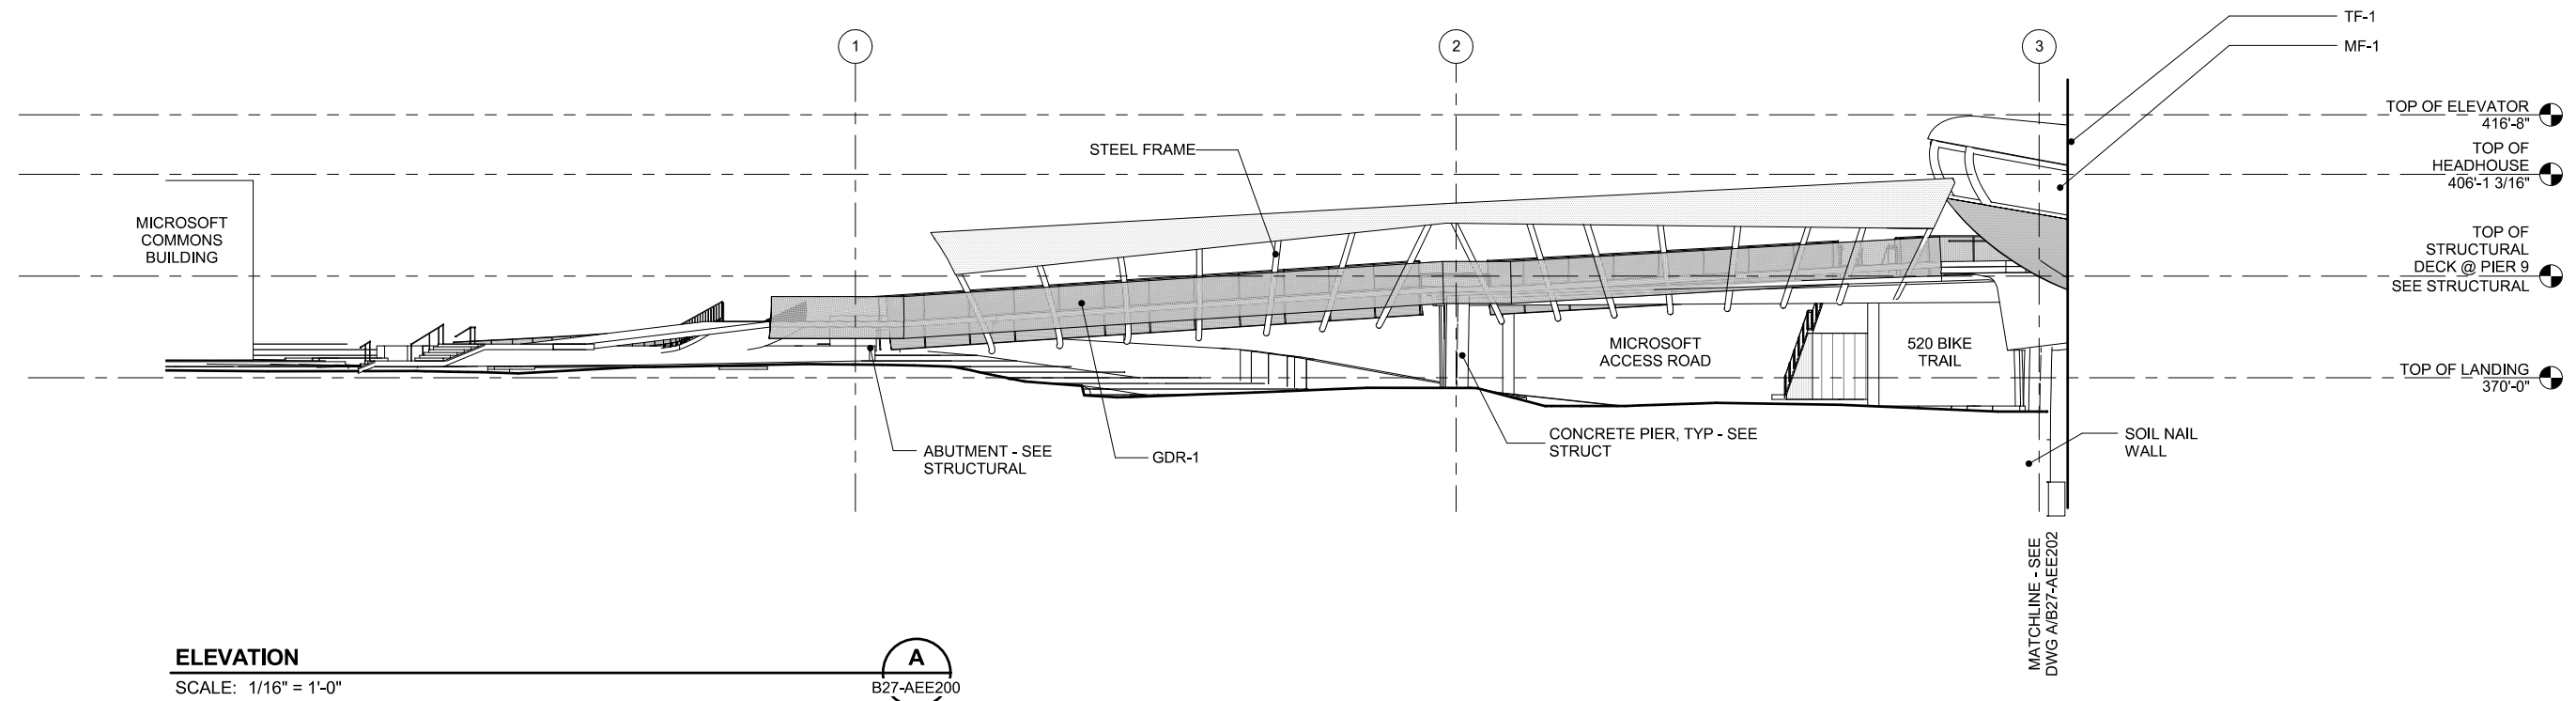 1
2
3
TF-1
MF-1
TOP OF ELEVATOR
416'-8"
TOP OF
HEADHOUSE
406'-1 3/16"
TOP OF
STRUCTURAL
DECK @ PIER 9
SEE STRUCTURAL
TOP OF LANDING
370'-0"
STEEL FRAME
MICROSOFT
COMMONS
BUILDING
MICROSOFT
ACCESS ROAD
520 BIKE
TRAIL
ABUTMENT - SEE
STRUCTURAL
GDR-1
CONCRETE PIER, TYP - SEE
STRUCT
SOIL NAIL
WALL
MATCHLINE - SEE
DWG A/B27-AEE202
ELEVATION
SCALE: 1/16" = 1'-0"
A
B27-AEE200